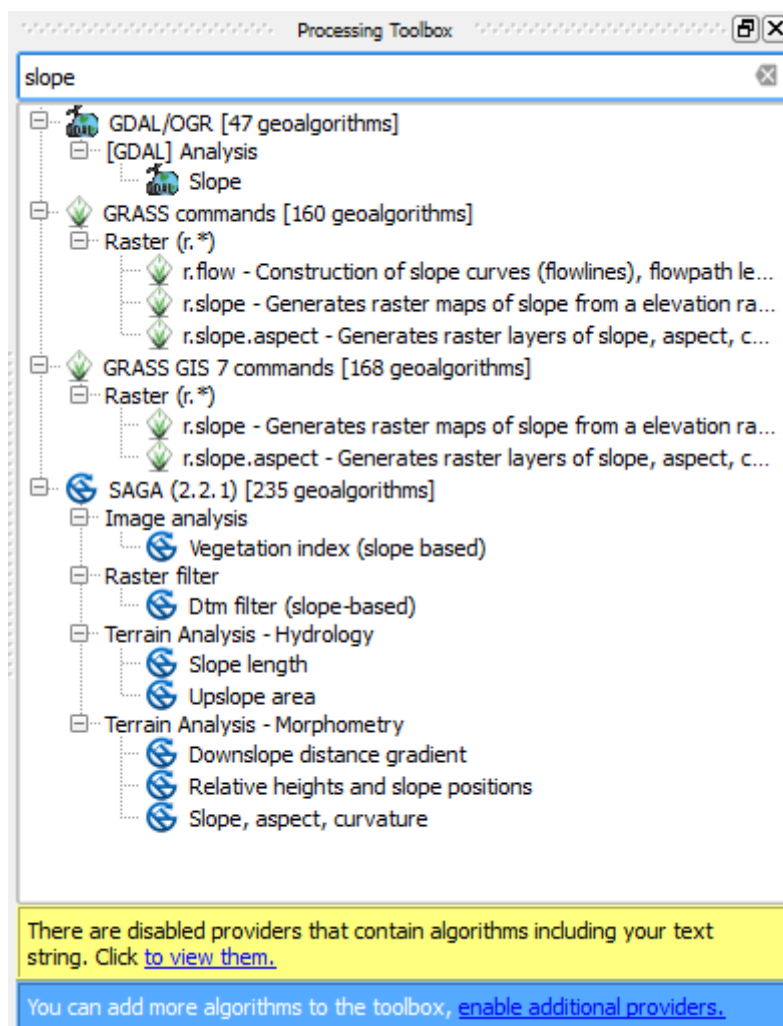 Processing Toolbox
slope
GDAL/OGR [47 geoalgorithms]
[GDAL] Analysis
Slope
GRASS commands [160 geoalgorithms]
Raster (r.*)
r.flow - Construction of slope curves (flowlines), flowpath le...
r.slope - Generates raster maps of slope from a elevation ra...
r.slope.aspect - Generates raster layers of slope, aspect, c...
GRASS GIS 7 commands [168 geoalgorithms]
Raster (r.*)
r.slope - Generates raster maps of slope from a elevation ra...
r.slope.aspect - Generates raster layers of slope, aspect, c...
SAGA (2.2.1) [235 geoalgorithms]
Image analysis
Vegetation index (slope based)
Raster filter
Dtm filter (slope-based)
Terrain Analysis - Hydrology
Slope length
Upslope area
Terrain Analysis - Morphometry
Downslope distance gradient
Relative heights and slope positions
Slope, aspect, curvature
There are disabled providers that contain algorithms including your text
string. Click to view them.
You can add more algorithms to the toolbox, enable additional providers.